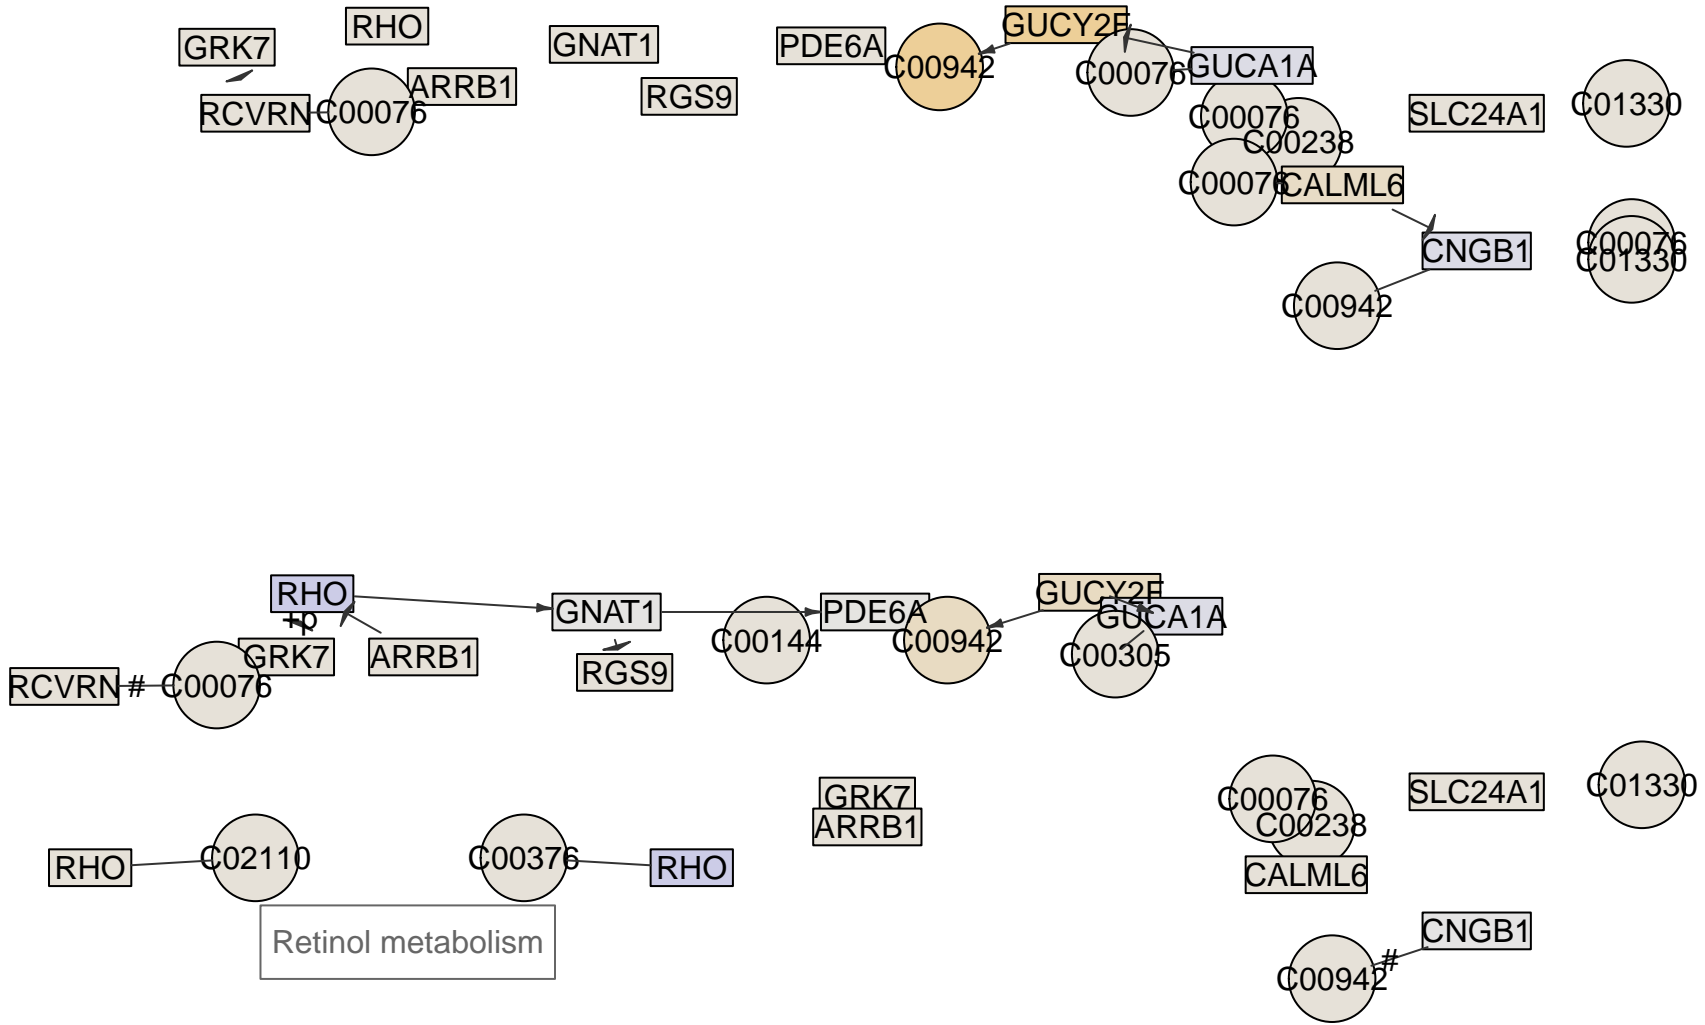 RHO
GRK7
GNAT1
PDE6A
GUCY2F
C00942
C00076
GUCA1A
ARRB1
RGS9
RCVRN
C00076
C00076
C00238
SLC24A1
C01330
C00076
CALML6
CNGB1
C00076
C01330
C00942
RHO
+p
GNAT1
PDE6A
GUCY2F
GUCA1A
GRK7
ARRB1
RGS9
C00144
C00942
C00305
RCVRN
#
C00076
GRK7
ARRB1
C00076
C00238
SLC24A1
C01330
RHO
C02110
C00376
RHO
CALML6
Retinol metabolism
CNGB1
#
C00942